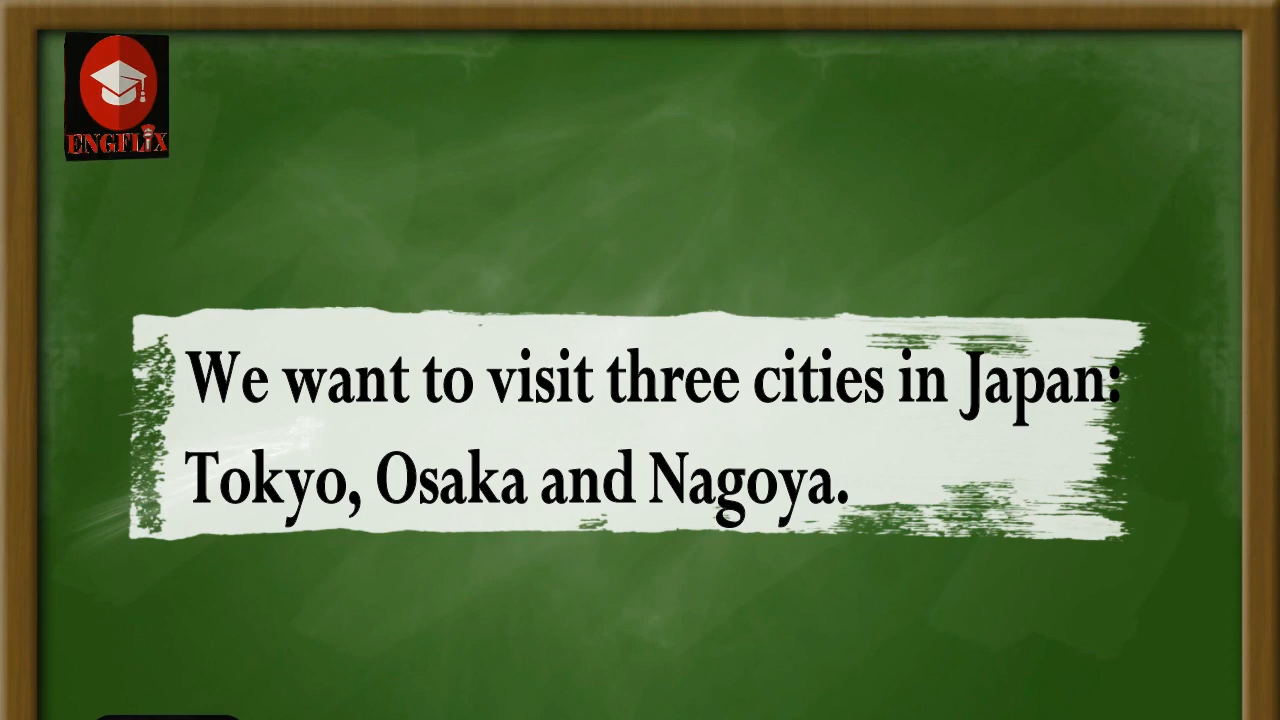 ENGFLiX
We want to visit three cities in Japan:
Tokyo, Osaka and Nagoya.